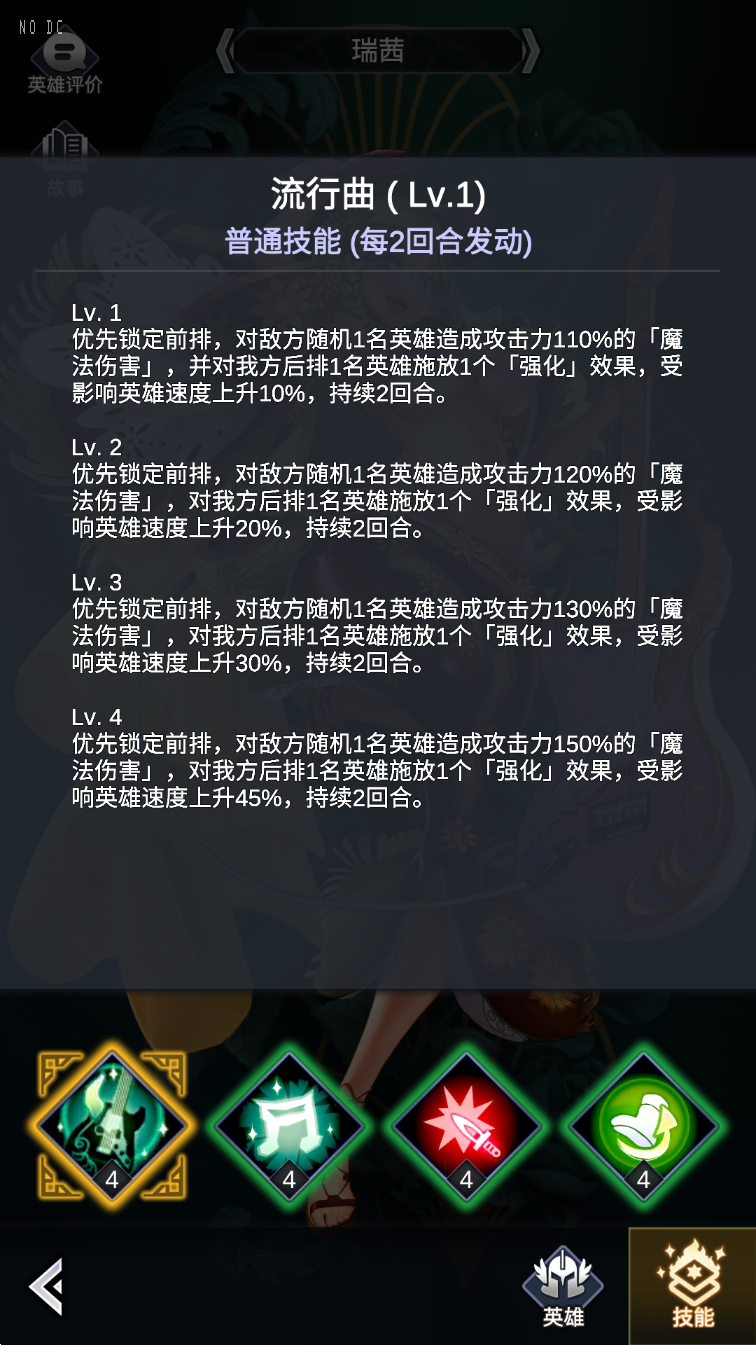 NO DC
英雄评价
瑞茜
故事
流行曲 ( Lv.1)
普通技能 (每2回合发动)
Lv. 1
优先锁定前排，对敌方随机1名英雄造成攻击力110%的「魔
法伤害」，并对我方后排1名英雄施放1个「强化」效果，受
影响英雄速度上升10%，持续2回合。
Lv. 2
优先锁定前排，对敌方随机1名英雄造成攻击力120%的「魔
法伤害」，对我方后排1名英雄施放1个「强化」效果，受影
响英雄速度上升20%，持续2回合。
Lv. 3
优先锁定前排，对敌方随机1名英雄造成攻击力130%的「魔
法伤害」，对我方后排1名英雄施放1个「强化」效果，受影
响英雄速度上升30%，持续2回合。
Lv. 4
优先锁定前排，对敌方随机1名英雄造成攻击力150%的「魔
法伤害」，对我方后排1名英雄施放1个「强化」效果，受影
响英雄速度上升45%，持续2回合。
4 4 4 4
英雄 技能